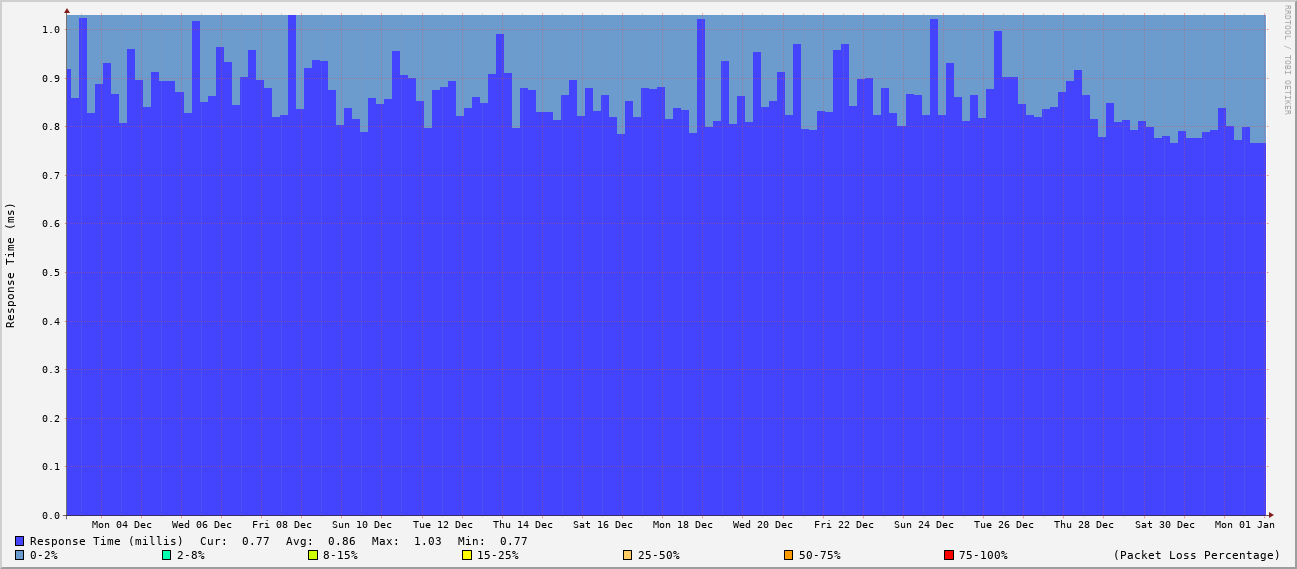 RRDTOOL / TOBI OETIKER
Response Time (ms)
1.0
0.9
0.8
0.7
0.6
0.5
0.4
0.3
0.2
0.1
0.0
Mon 04 Dec Wed 06 Dec Fri 08 Dec Sun 10 Dec Tue 12 Dec Thu 14 Dec Sat 16 Dec Mon 18 Dec Wed 20 Dec Fri 22 Dec Sun 24 Dec Tue 26 Dec Thu 28 Dec Sat 30 Dec Mon 01 Jan
Response Time (millis) Cur: 0.77 Avg: 0.86 Max: 1.03 Min: 0.77
0-2% 2-8% 8-15% 15-25% 25-50% 50-75% 75-100% (Packet Loss Percentage)